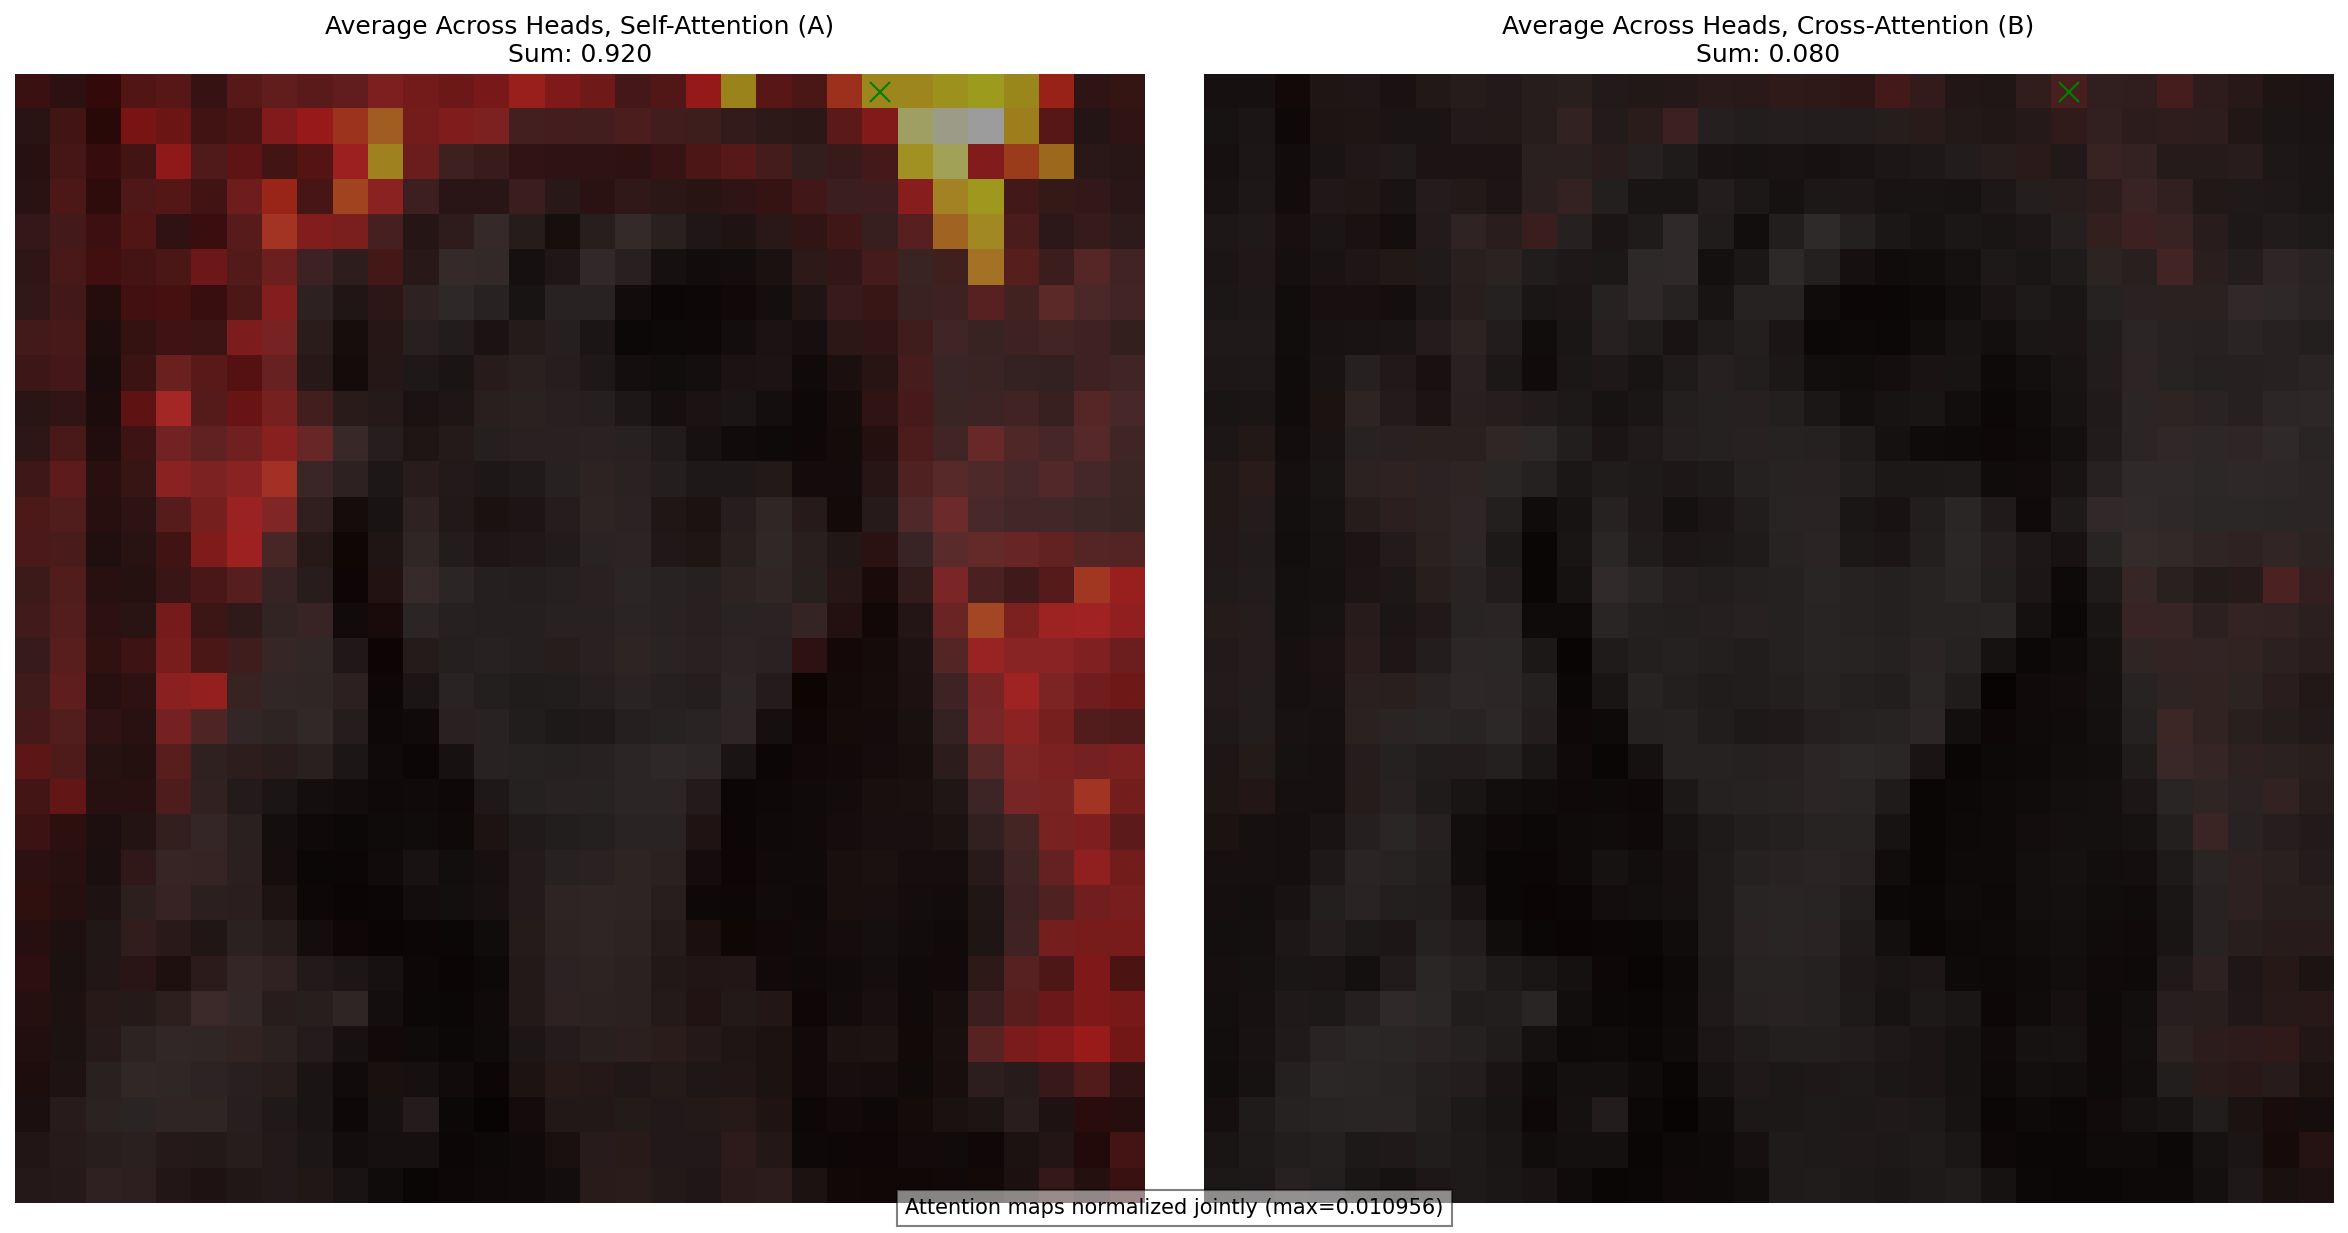 Average Across Heads, Self-Attention (A)
Sum: 0.920
Average Across Heads, Cross-Attention (B)
Sum: 0.080
Attention maps normalized jointly (max=0.010956)